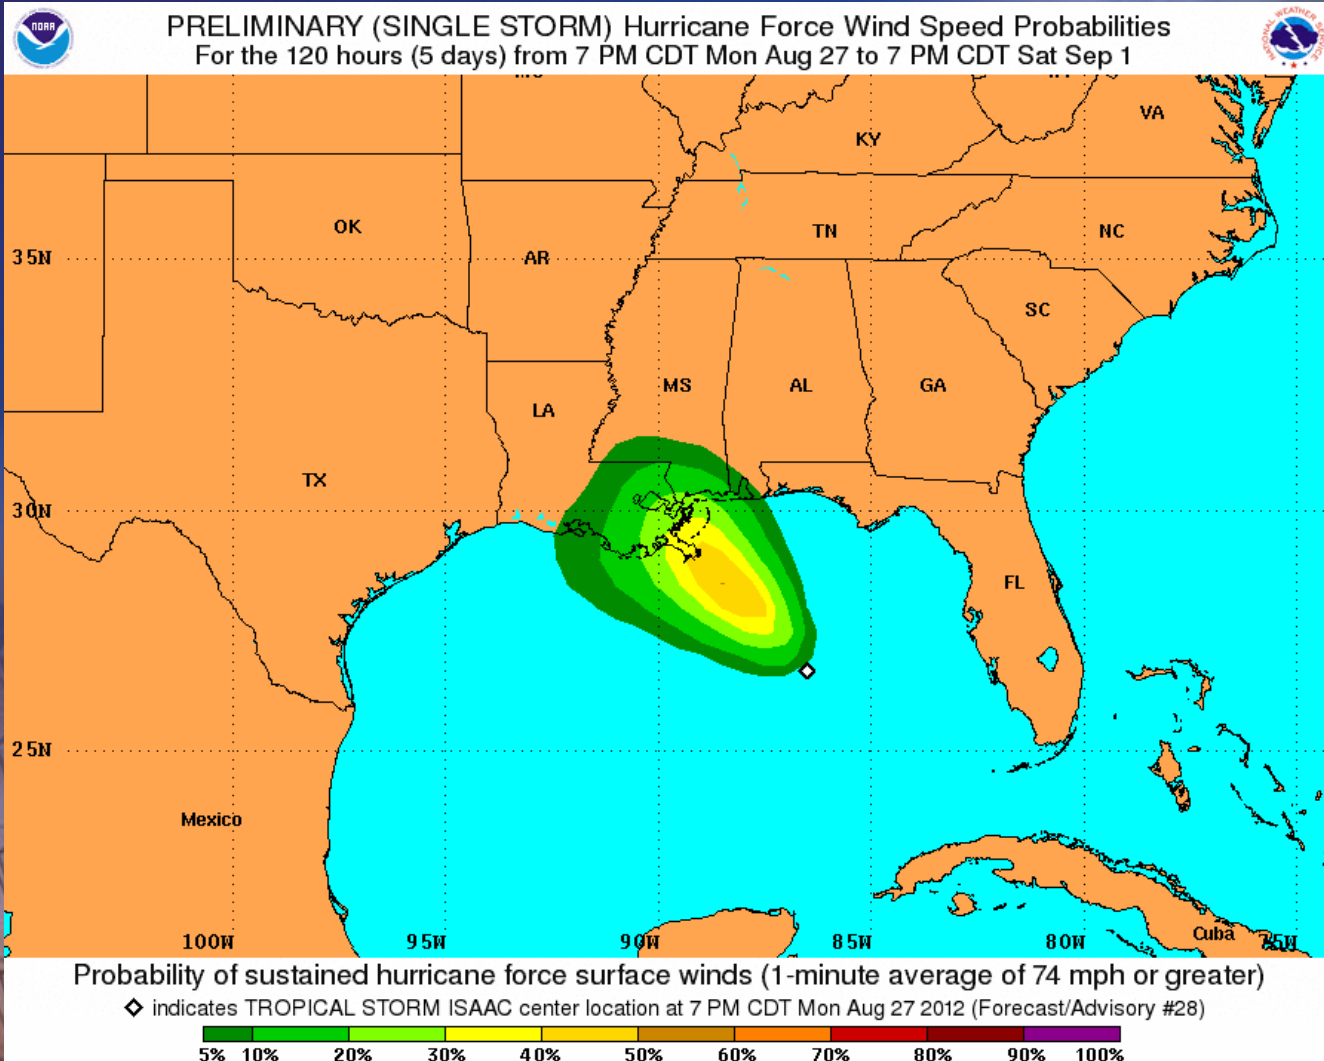 NOAA
PRELIMINARY (SINGLE STORM) Hurricane Force Wind Speed Probabilities
For the 120 hours (5 days) from 7 PM CDT Mon Aug 27 to 7 PM CDT Sat Sep 1
NATIONAL WEATHER SERVICE
VA
KY
OK
TN
NC
35N
AR
SC
MS
AL
GA
LA
TX
30N
FL
25N
Mexico
Cuba
100W 95W 90W 85W 80W 75W
Probability of sustained hurricane force surface winds (1-minute average of 74 mph or greater)
indicates TROPICAL STORM ISAAC center location at 7 PM CDT Mon Aug 27 2012 (Forecast/Advisory #28)
5% 10% 20% 30% 40% 50% 60% 70% 80% 90% 100%